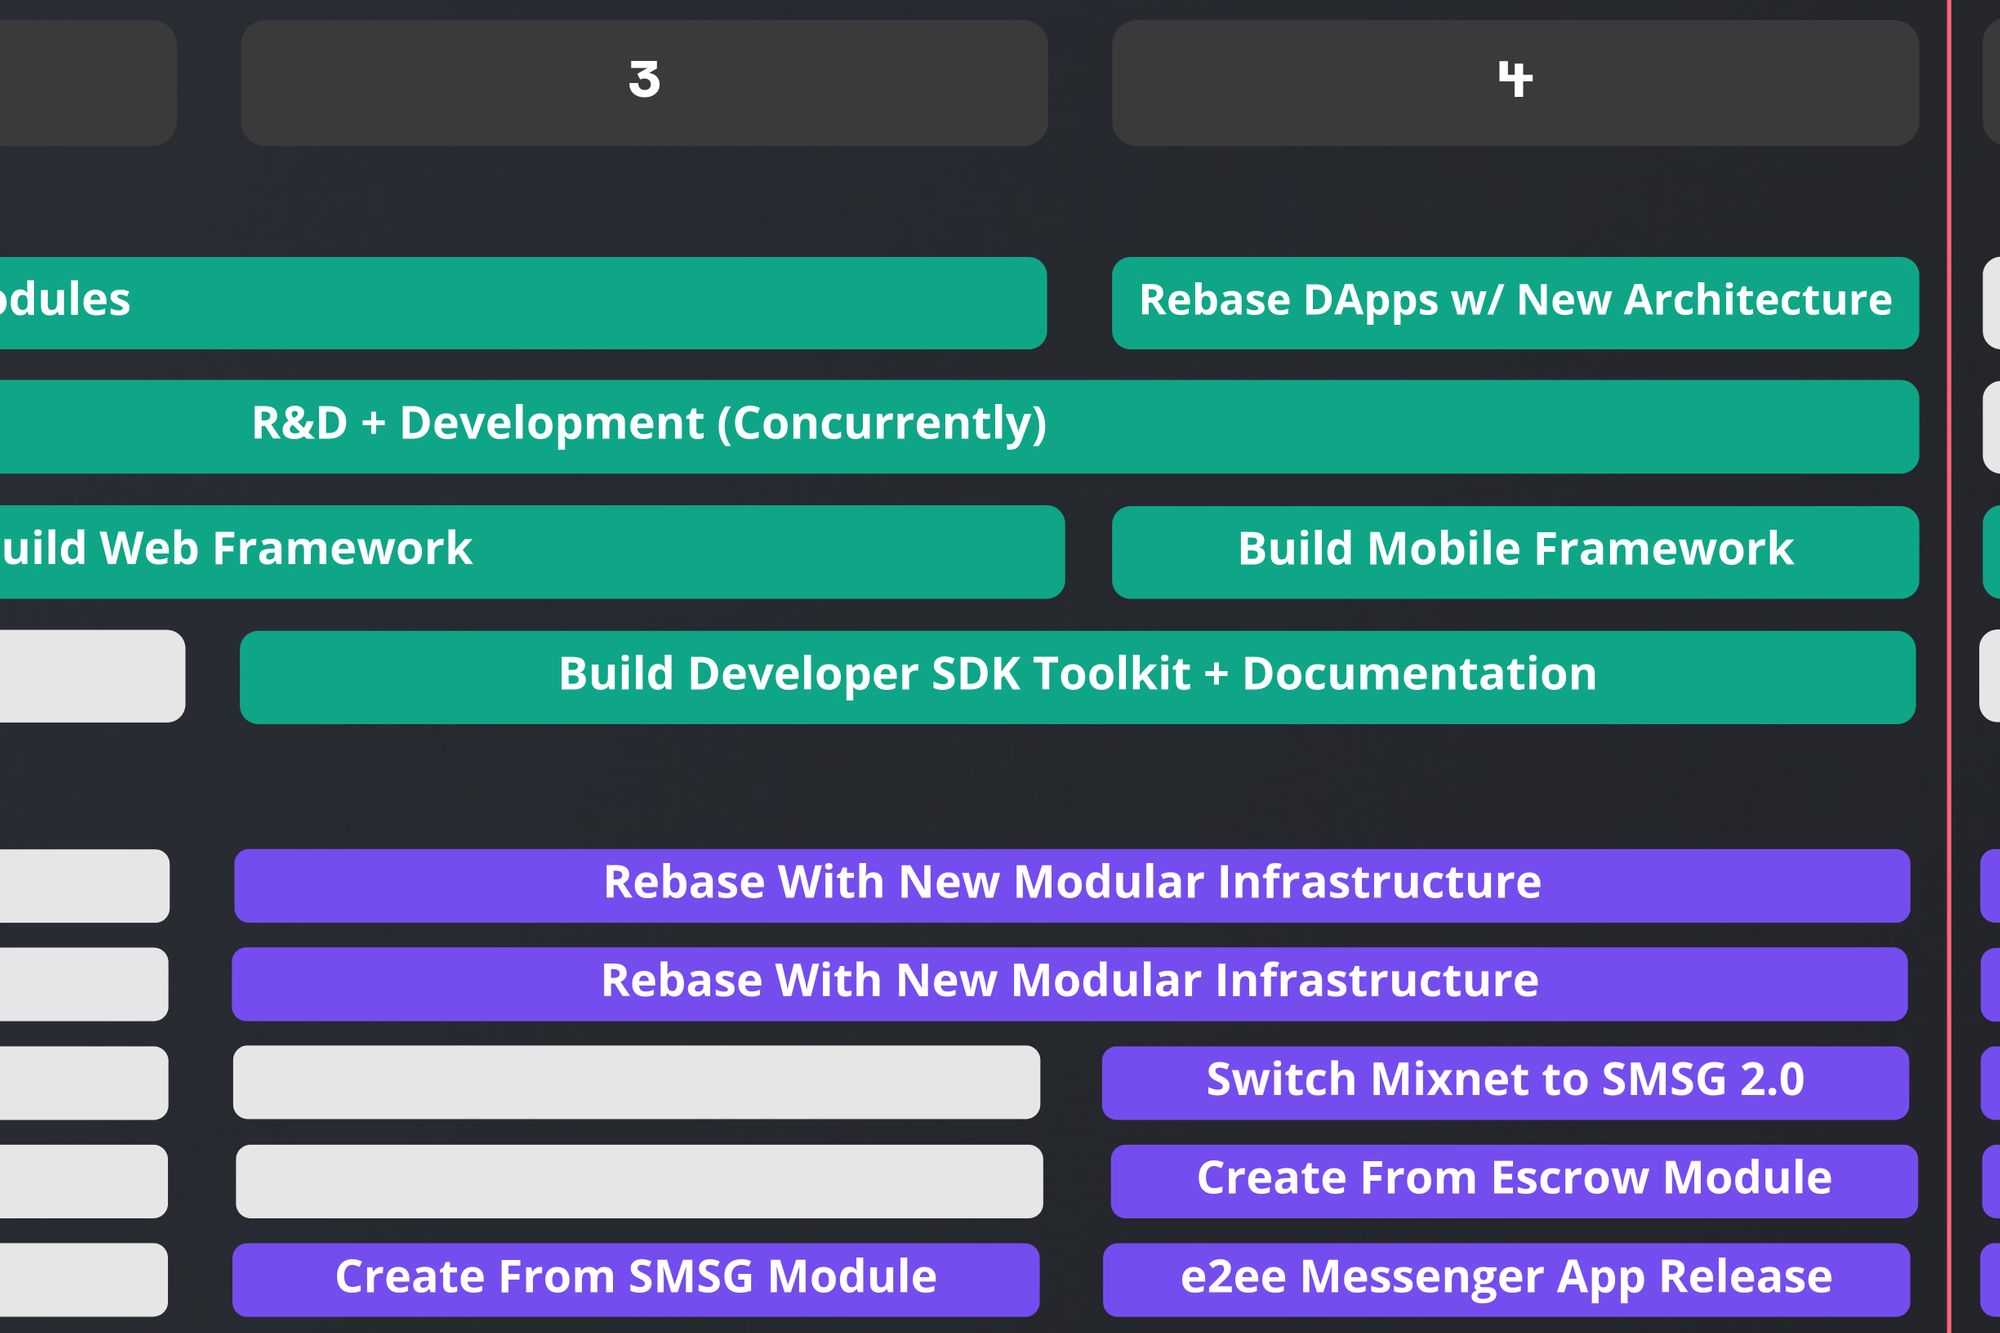 3
4
odules
Rebase DApps w/ New Architecture
R&D + Development (Concurrently)
uild Web Framework
Build Mobile Framework
Build Developer SDK Toolkit + Documentation
Rebase With New Modular Infrastructure
Rebase With New Modular Infrastructure
Switch Mixnet to SMSG 2.0
Create From Escrow Module
Create From SMSG Module
e2ee Messenger App Release